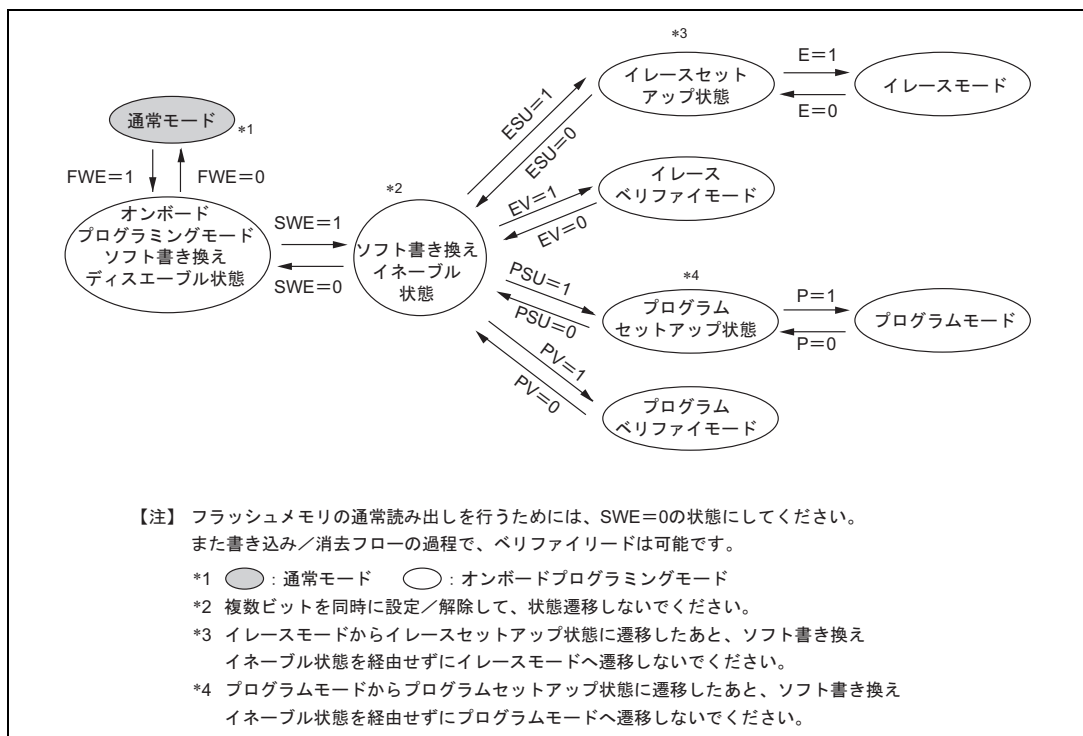 *3
イレースセット
アップ状態
E＝1
E＝0
イレースモード
通常モード
*1
ESU＝1
ESU＝0
FWE＝1
FWE＝0
*2
EV＝1
EV＝0
イレース
ベリファイモード
オンボード
プログラミングモード
ソフト書き換え
ディスエーブル状態
SWE＝1
SWE＝0
ソフト書き換え
イネーブル
状態
PSU＝1
PSU＝0
*4
プログラム
セットアップ状態
P＝1
P＝0
プログラムモード
PV＝1
PV＝0
プログラム
ベリファイモード
【注】 フラッシュメモリの通常読み出しを行うためには、SWE＝0の状態にしてください。
また書き込み／消去フローの過程で、ベリファイリードは可能です。
*1 ：通常モード ：オンボードプログラミングモード
*2 複数ビットを同時に設定／解除して、状態遷移しないでください。
*3 イレースモードからイレースセットアップ状態に遷移したあと、ソフト書き換え
イネーブル状態を経由せずにイレースモードへ遷移しないでください。
*4 プログラムモードからプログラムセットアップ状態に遷移したあと、ソフト書き換え
イネーブル状態を経由せずにプログラムモードへ遷移しないでください。